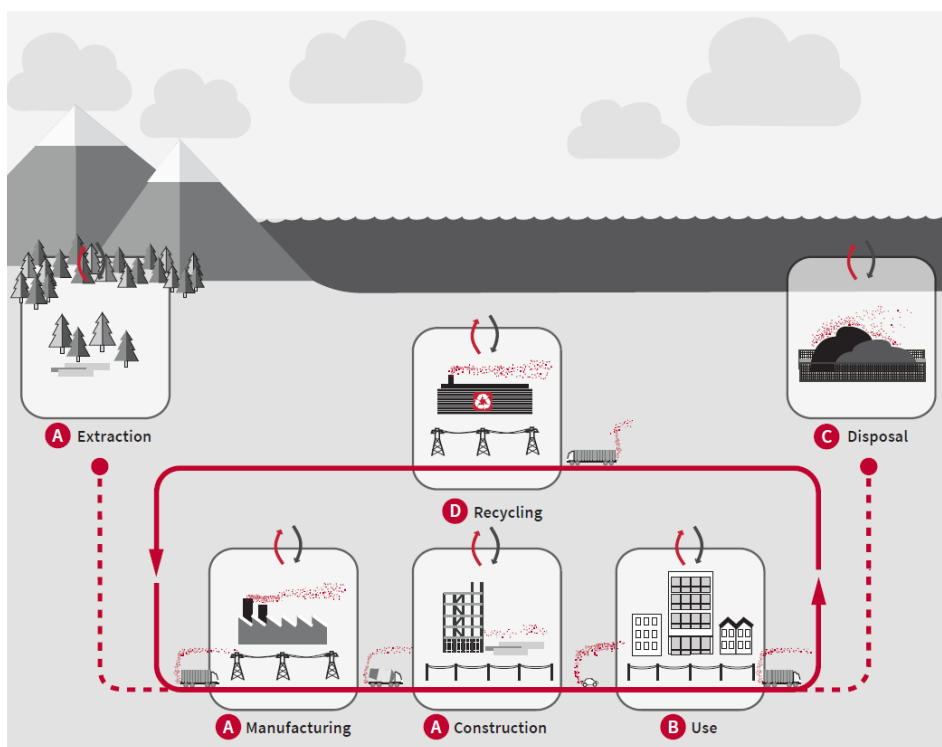 A Extraction
C Disposal
D Recycling
A Manufacturing
A Construction
B Use